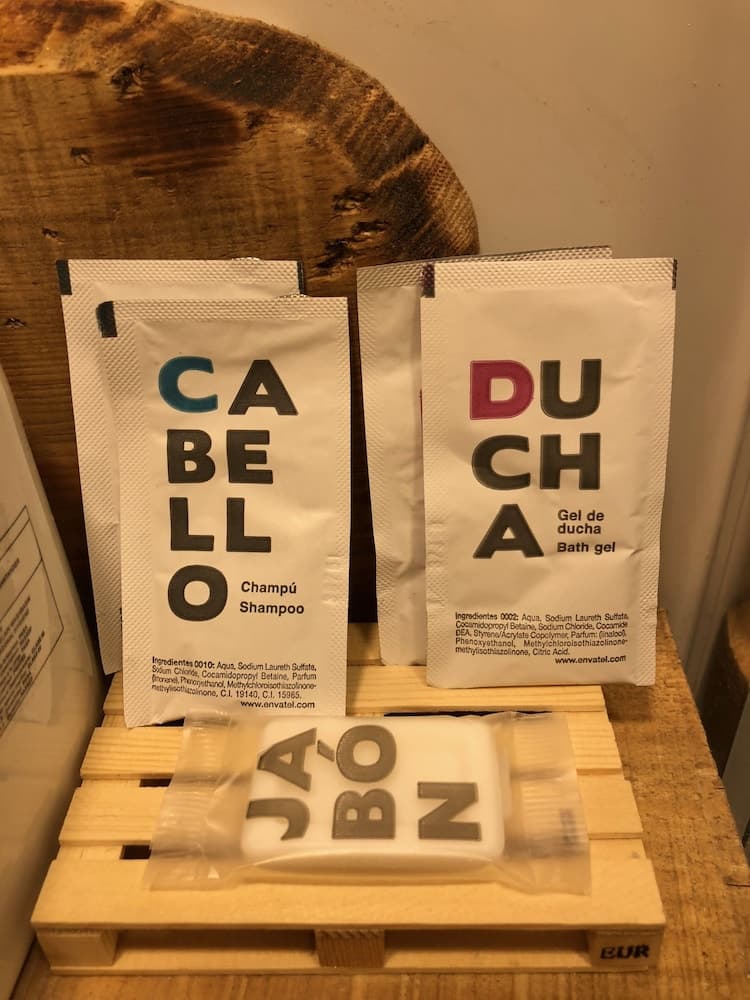 CA
BE
LL
O
Champú
Shampoo
Ingredientes 0010: Aqua, Sodium Laureth Sulfate,
Sodium Chloride, Cocamidopropyl Betaine, Parfum
(limonene), Phenoxyethanol, Methylchloroisothiazolinone-
methylisothiazolinone, C.I. 19140, C.I. 15985.
www.envatel.com
DU
CH
A
Gel de
ducha
Bath gel
Ingredientes 0002: Aqua, Sodium Laureth Sulfate,
Cocamidopropyl Betaine, Sodium Chloride, Cocamide
DEA, Styrene/Acrylate Copolymer, Parfum: (linalool),
Phenoxyethanol, Methylchloroisothiazolinone-
methylisothiazolinone, Citric Acid.
www.envatel.com
JA
BÓ
N
EUR